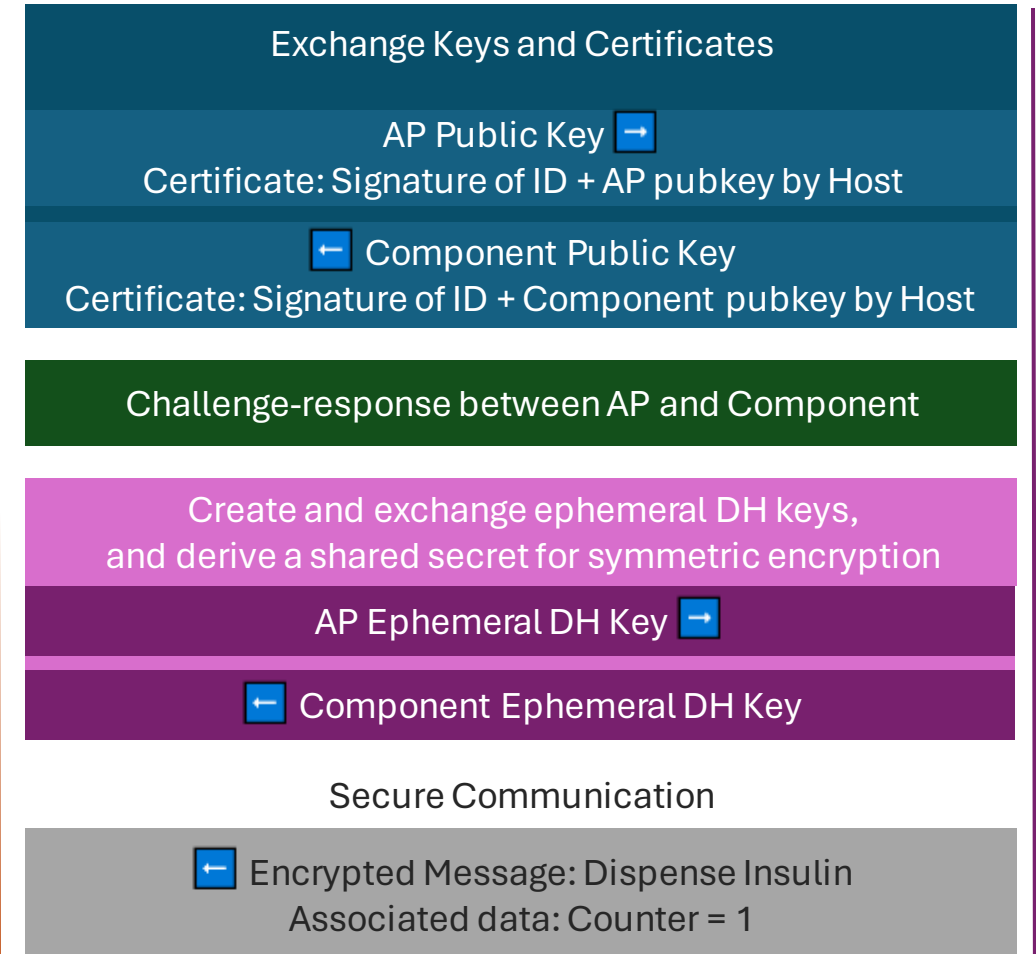 Exchange Keys and Certificates
AP Public Key ➡
Certificate: Signature of ID + AP pubkey by Host
⬅ Component Public Key
Certificate: Signature of ID + Component pubkey by Host
Challenge-response between AP and Component
Create and exchange ephemeral DH keys,
and derive a shared secret for symmetric encryption
AP Ephemeral DH Key ➡
⬅ Component Ephemeral DH Key
Secure Communication
⬅ Encrypted Message: Dispense Insulin
Associated data: Counter = 1